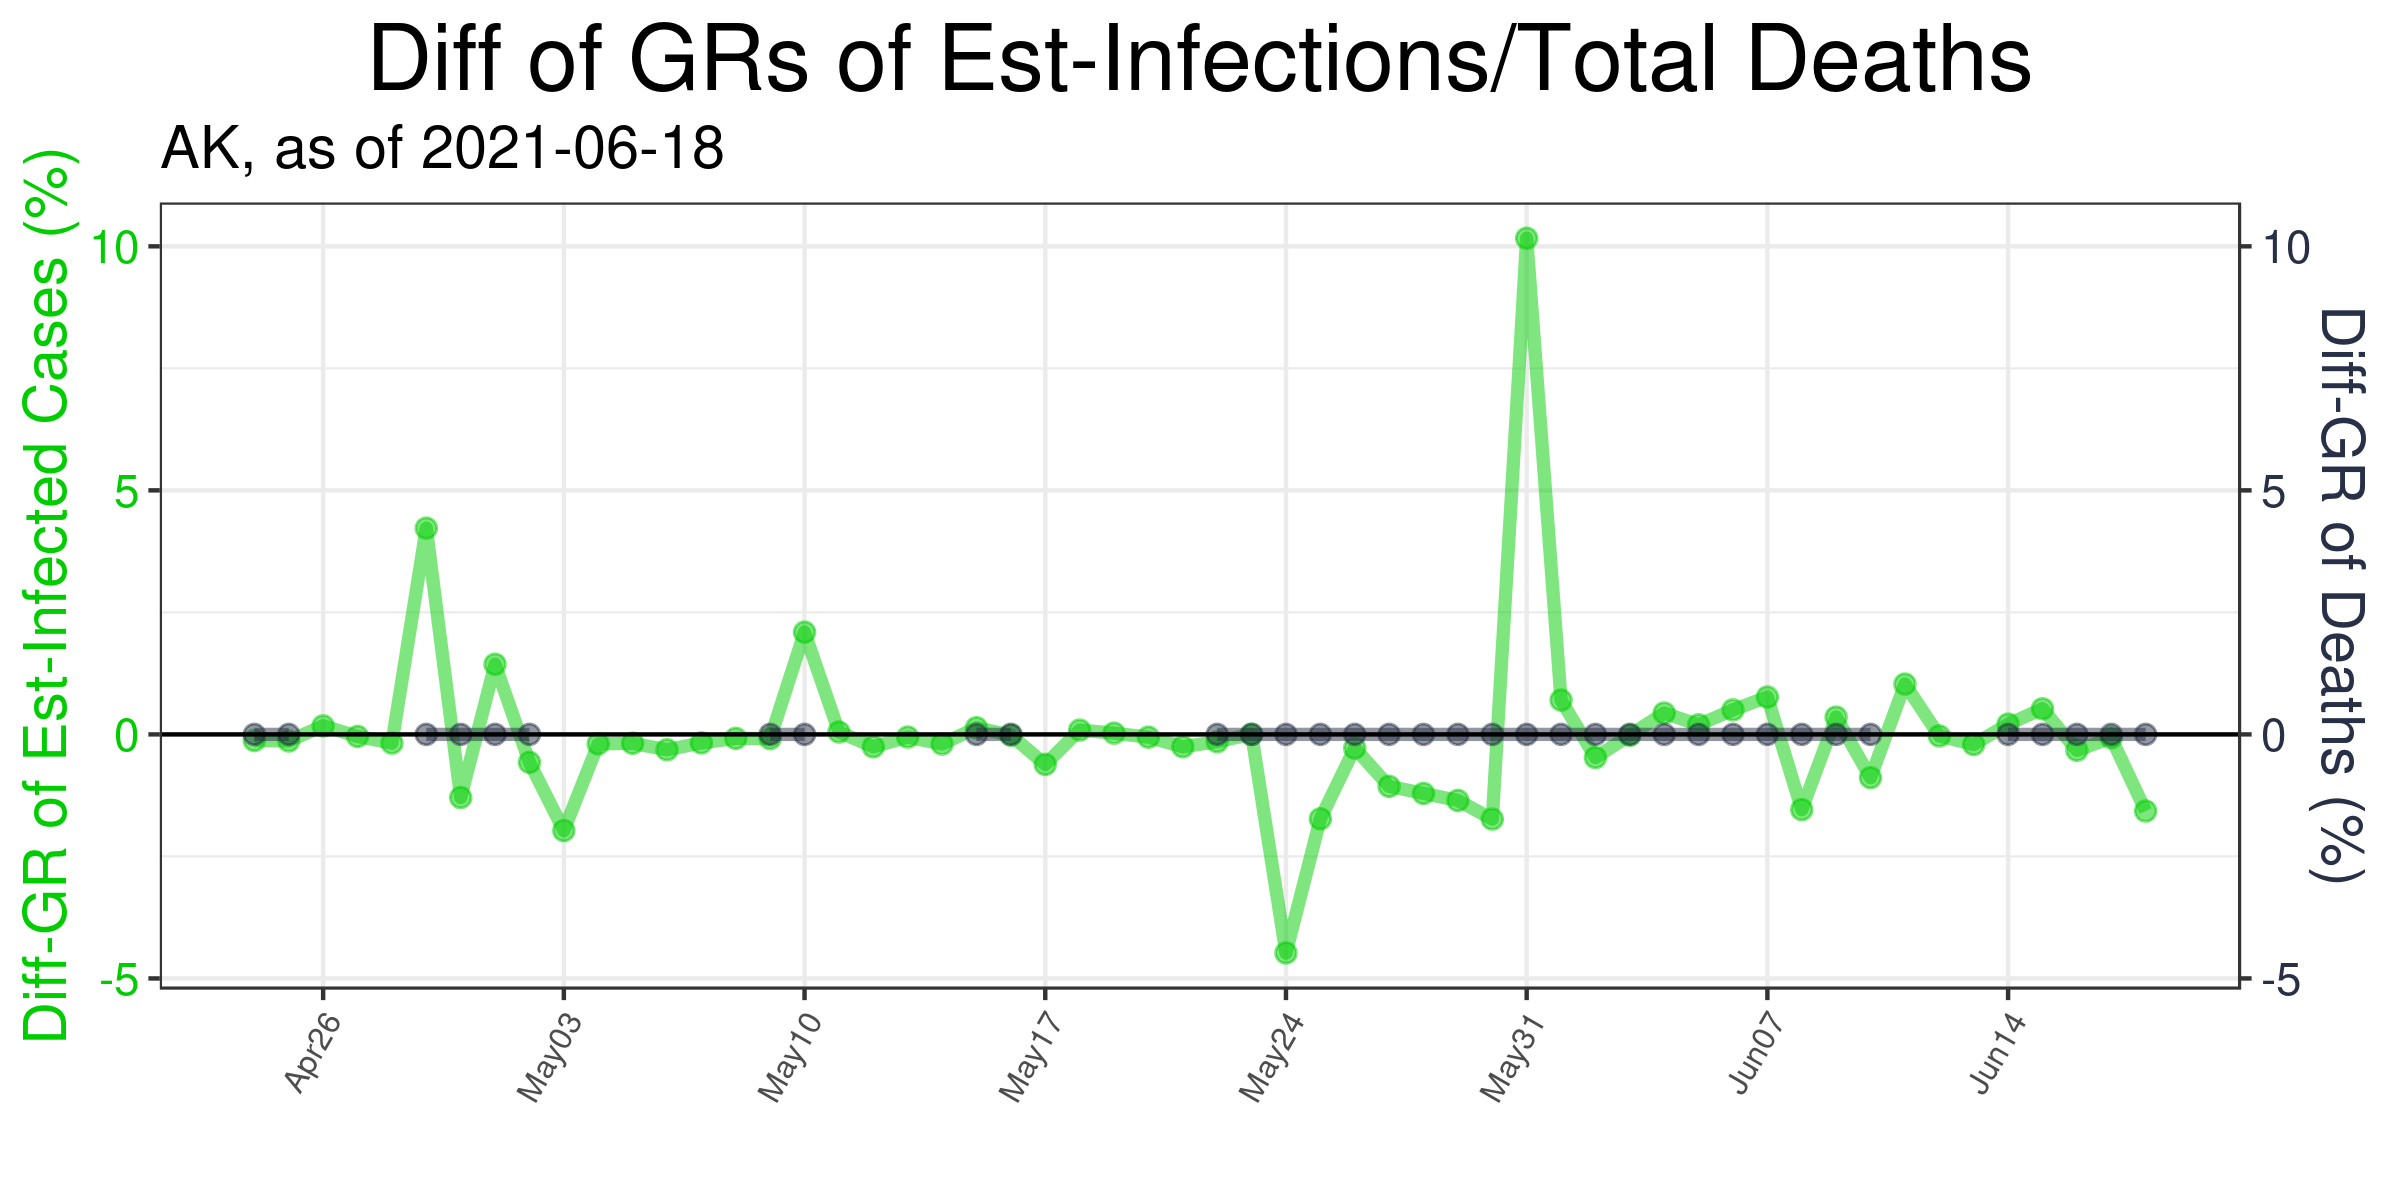 Diff of GRs of Est-Infections/Total Deaths
AK, as of 2021-06-18
Diff-GR of Est-Infected Cases (%)
10
5
0
-5
10
5
0
-5
Diff-GR of Deaths (%)
Apr26
May03
May10
May17
May24
May31
Jun07
Jun14